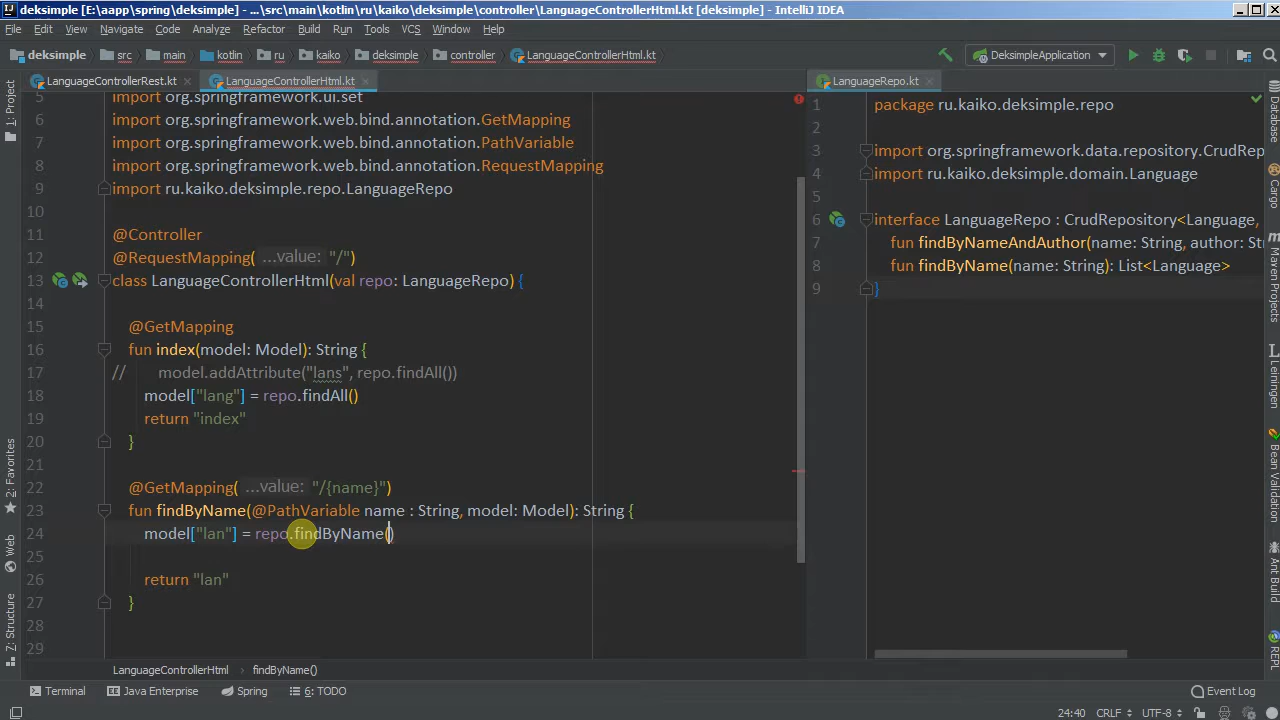 deksimple [E:\aapp\spring\deksimple] - ...\src\main\kotlin\ru\kaiko\deksimple\controller\LanguageControllerHtml.kt [deksimple] - IntelliJ IDEA
File Edit View Navigate Code Analyze Refactor Build Run Tools VCS Window Help
deksimple src main kotlin ru kaiko deksimple controller LanguageControllerHtml.kt DeksimpleApplication
LanguageControllerRest.kt LanguageControllerHtml.kt LanguageRepo.kt
1: Project
2: Favorites
Web
Z: Structure
5 import org.springframework.ui.set
6 import org.springframework.web.bind.annotation.GetMapping
7 import org.springframework.web.bind.annotation.PathVariable
8 import org.springframework.web.bind.annotation.RequestMapping
9 import ru.kaiko.deksimple.repo.LanguageRepo
10
11 @Controller
12 @RequestMapping( ...value: "/")
13 class LanguageControllerHtml(val repo: LanguageRepo) {
14
15 @GetMapping
16 fun index(model: Model): String {
17 // model.addAttribute("lans", repo.findAll())
18 model["lang"] = repo.findAll()
19 return "index"
20 }
21
22 @GetMapping( ...value: "/{name}")
23 fun findByName(@PathVariable name : String, model: Model): String {
24 model["lan"] = repo.findByName()
25
26 return "lan"
27 }
28
29
1 package ru.kaiko.deksimple.repo
2
3 import org.springframework.data.repository.CrudRep
4 import ru.kaiko.deksimple.domain.Language
5
6 interface LanguageRepo : CrudRepository<Language,
7 fun findByNameAndAuthor(name: String, author: St
8 fun findByName(name: String): List<Language>
9 }
Database
Cargo
m Maven Projects
Leiningen
Bean Validation
Ant Build
REPL
LanguageControllerHtml › findByName()
Terminal Java Enterprise Spring 6: TODO Event Log
24:40 CRLF UTF-8